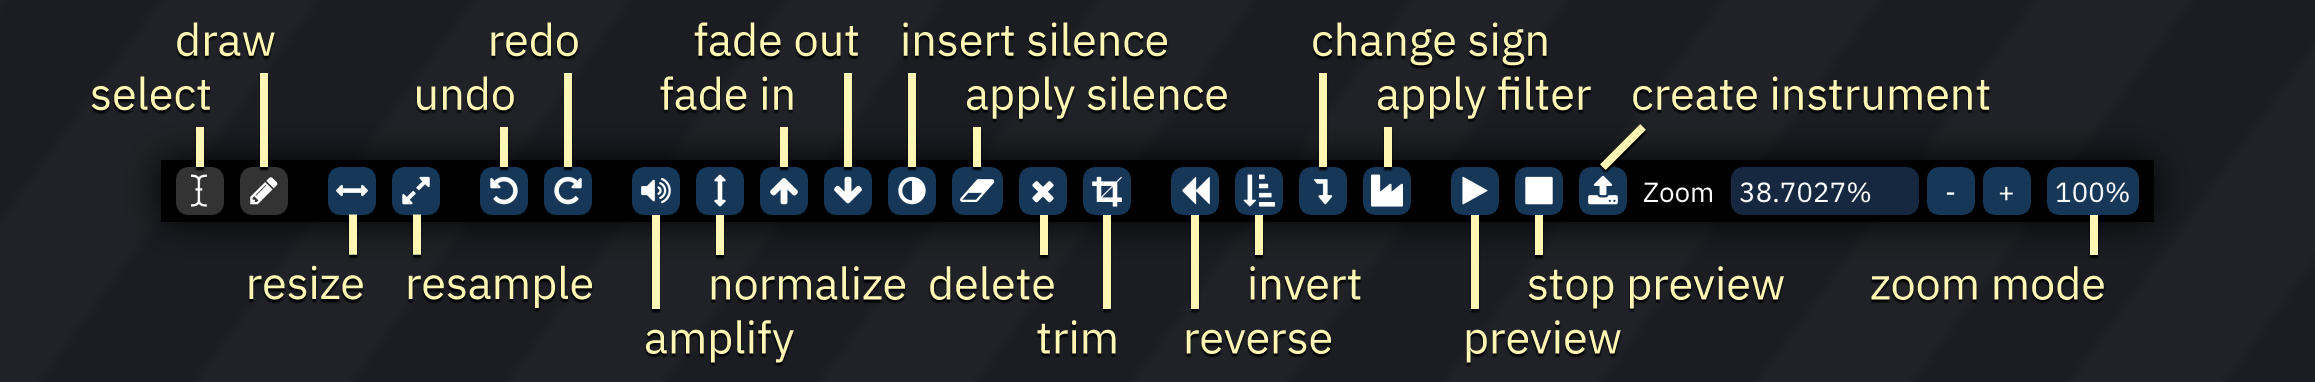 draw redo fade out insert silence change sign
select undo fade in apply silence apply filter create instrument
Zoom 38.7027% - + 100%
resize resample normalize delete invert stop preview zoom mode
amplify trim reverse preview